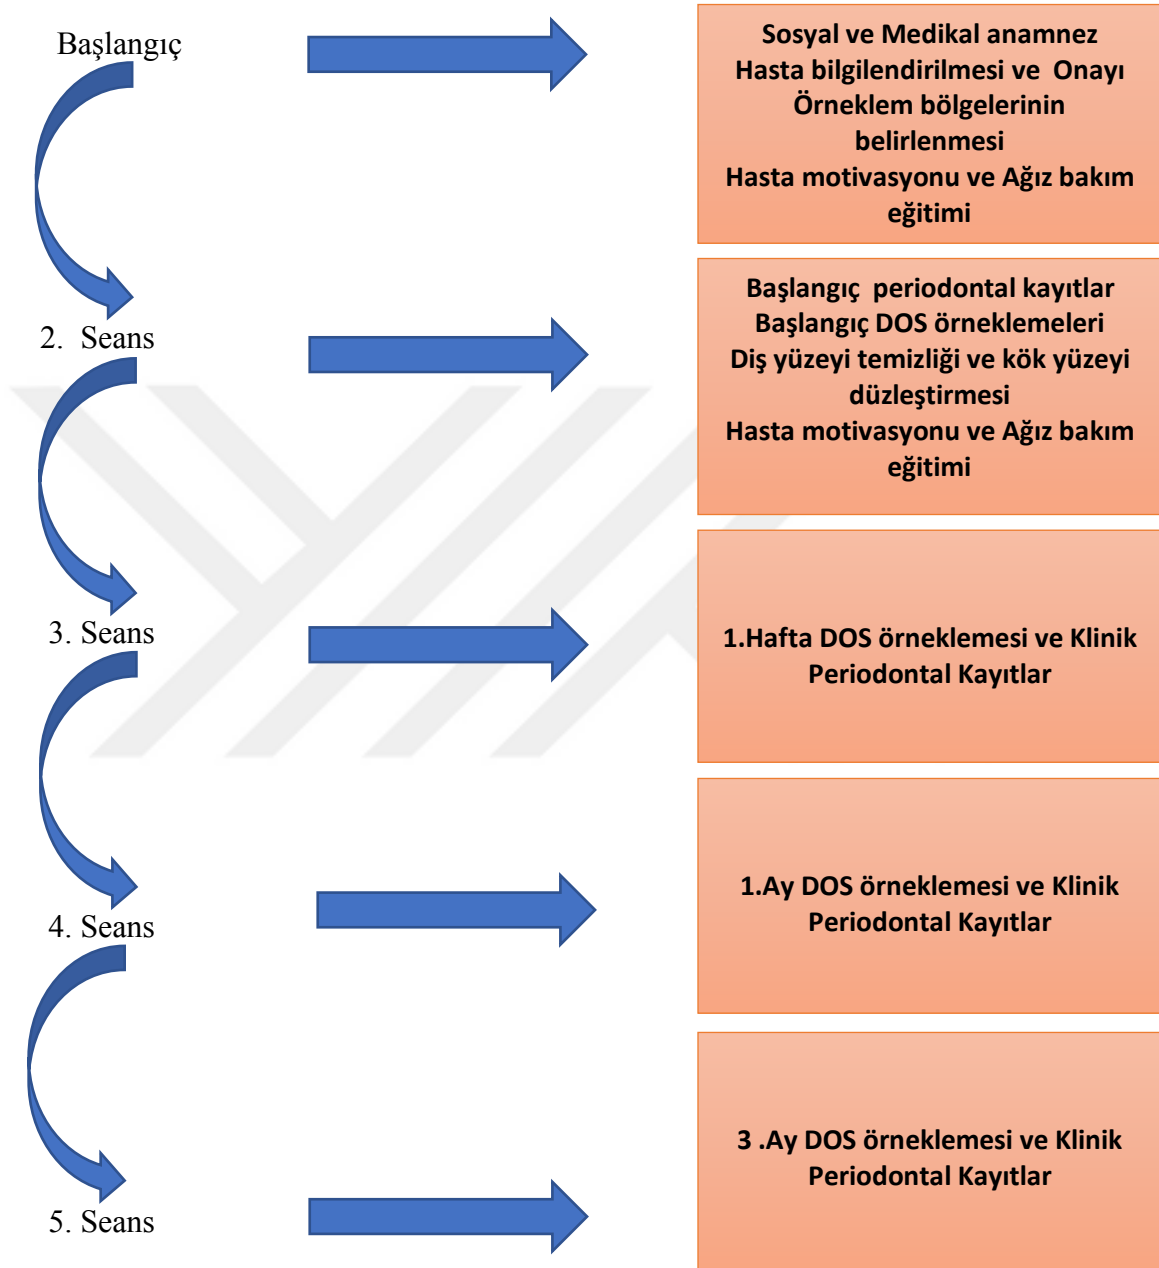 Başlangıç
Sosyal ve Medikal anamnez
Hasta bilgilendirilmesi ve Onayı
Örneklem bölgelerinin
belirlenmesi
Hasta motivasyonu ve Ağız bakım
eğitimi
2. Seans
Başlangıç periodontal kayıtlar
Başlangıç DOS örneklemeleri
Diş yüzeyi temizliği ve kök yüzeyi
düzleştirmesi
Hasta motivasyonu ve Ağız bakım
eğitimi
3. Seans
1.Hafta DOS örneklemesi ve Klinik
Periodontal Kayıtlar
4. Seans
1.Ay DOS örneklemesi ve Klinik
Periodontal Kayıtlar
5. Seans
3 .Ay DOS örneklemesi ve Klinik
Periodontal Kayıtlar